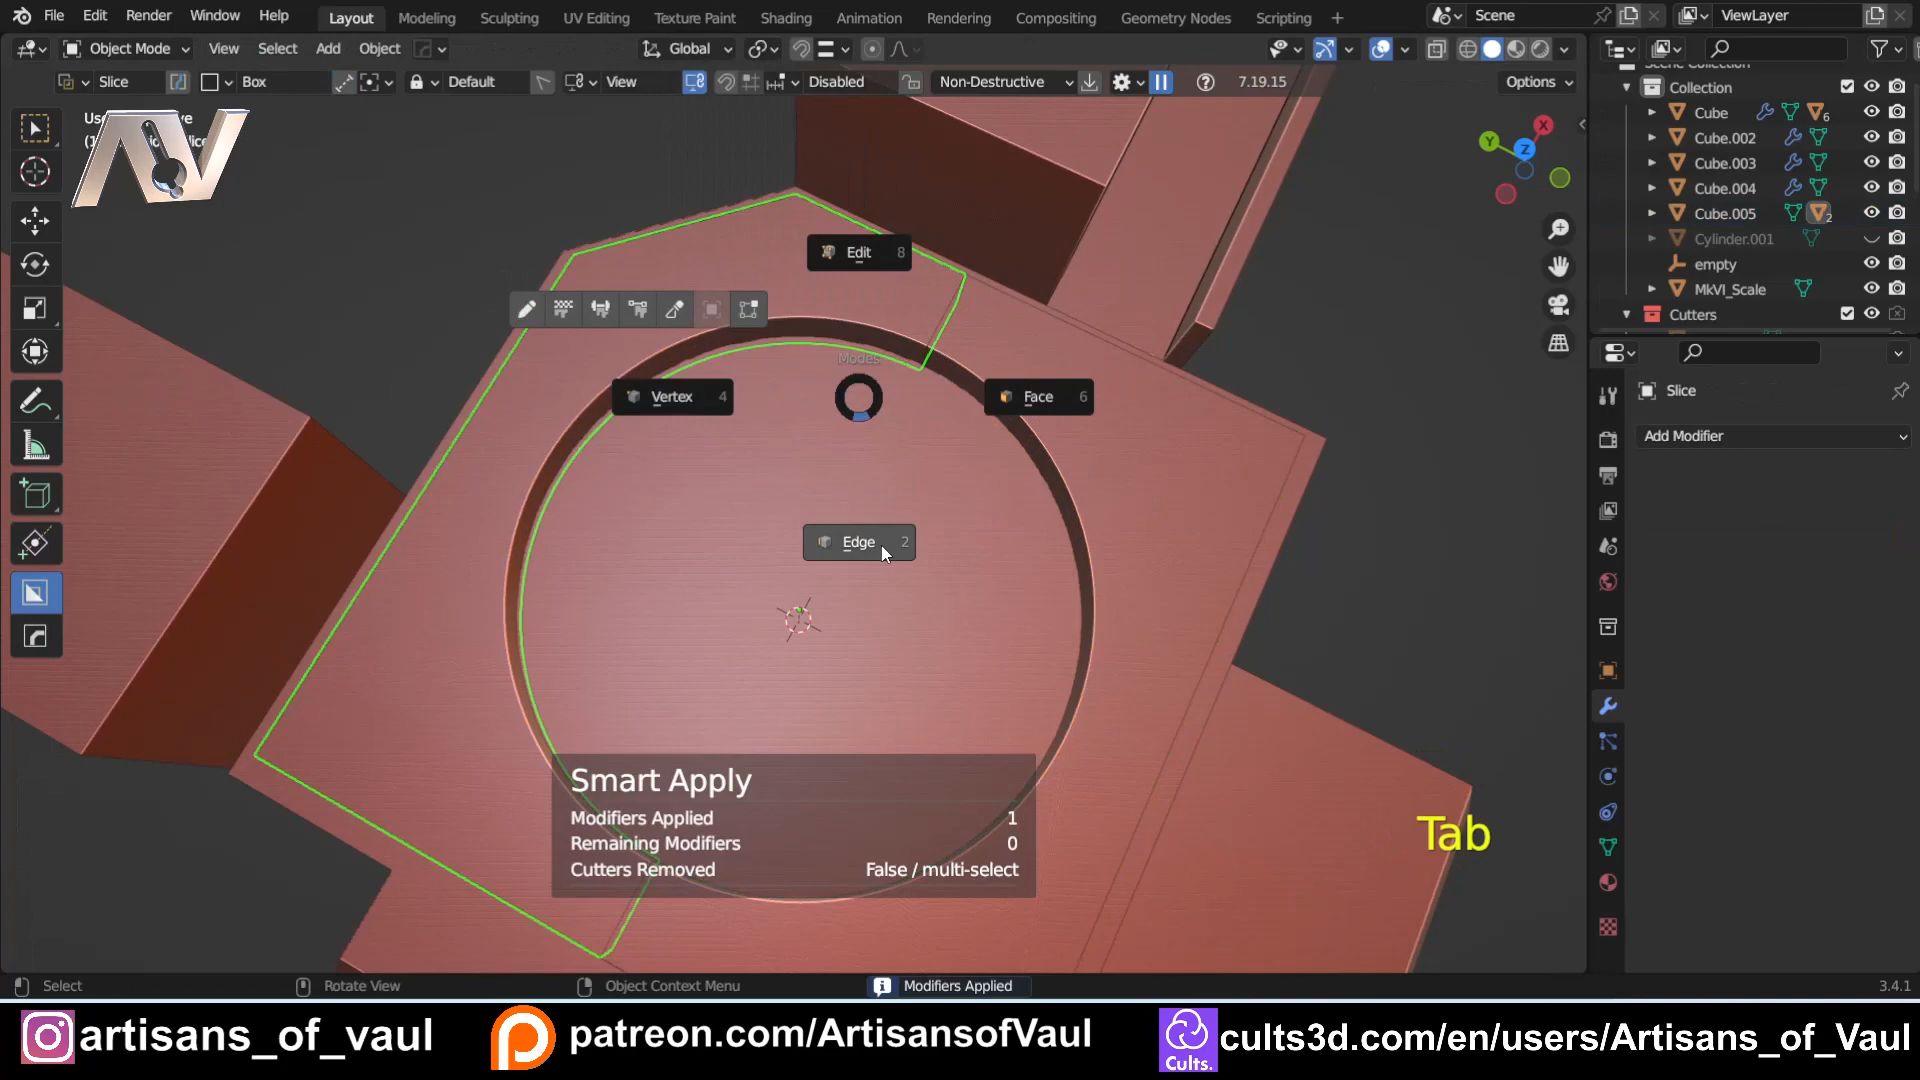 File Edit Render Window Help Layout Modeling Sculpting UV Editing Texture Paint Shading Animation Rendering Compositing Geometry Nodes Scripting + Scene ViewLayer
Object Mode View Select Add Object Global
Slice Box Default View Disabled Non-Destructive 7.19.15 Options
Collection
Cube 6
Cube.002
Cube.003
Cube.004
Cube.005 2
Cylinder.001
empty
MkVI_Scale
Cutters
Slice
Add Modifier
X
Y
Z
AV
Edit 8
Modes
Vertex 4
Face 6
Edge 2
Smart Apply
Modifiers Applied 1
Remaining Modifiers 0
Cutters Removed False / multi-select
Tab
Select Rotate View Object Context Menu Modifiers Applied 3.4.1
artisans_of_vaul patreon.com/ArtisansofVaul Cults. cults3d.com/en/users/Artisans_of_Vaul